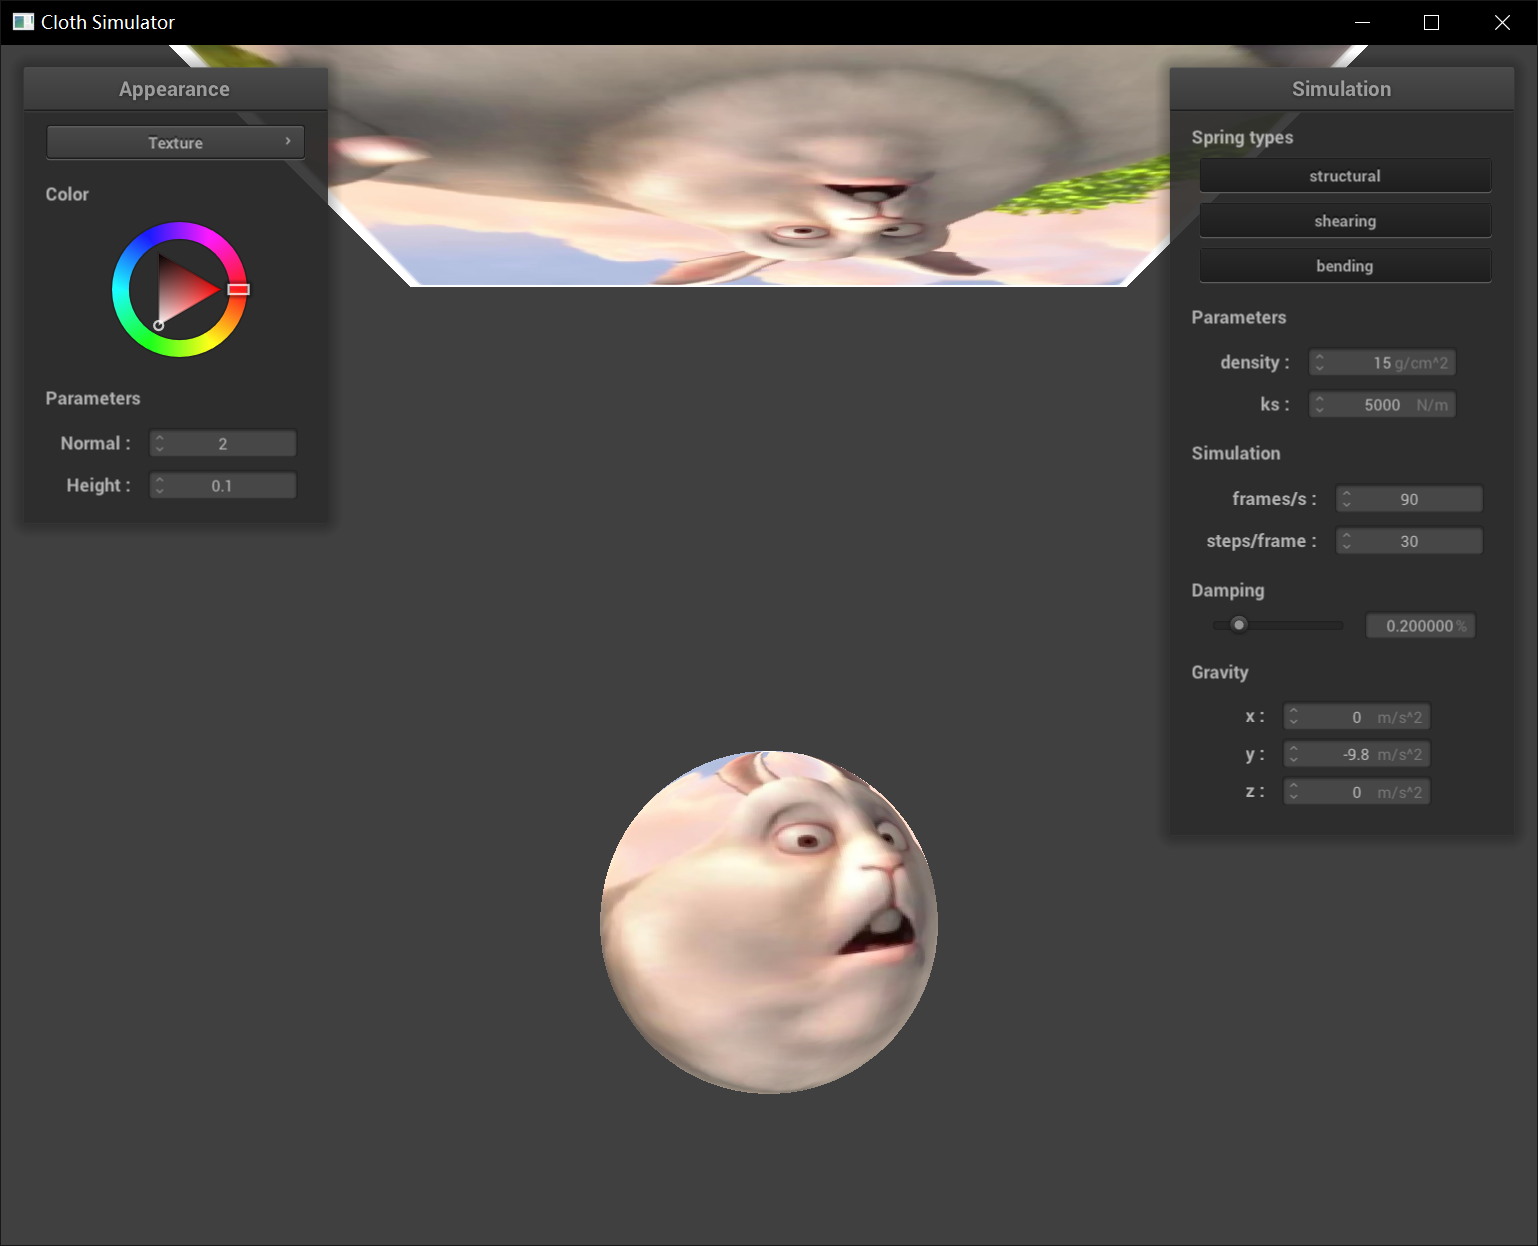 Cloth Simulator
Appearance
Texture
Color
Parameters
Normal :
2
Height :
0.1
Simulation
Spring types
structural
shearing
bending
Parameters
density :
15 g/cm^2
ks :
5000 N/m
Simulation
frames/s :
90
steps/frame :
30
Damping
0.200000 %
Gravity
x :
0 m/s^2
y :
-9.8 m/s^2
z :
0 m/s^2